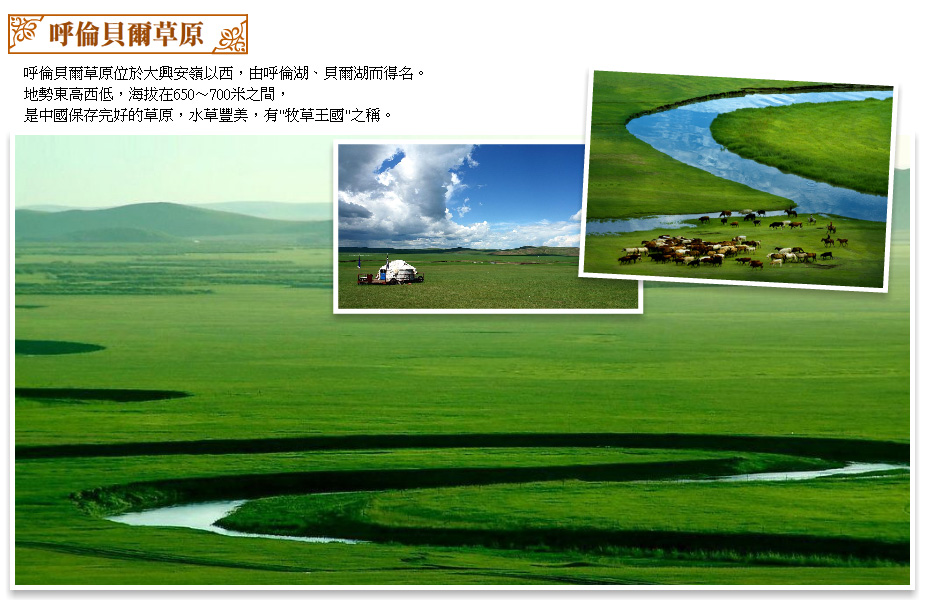 呼倫貝爾草原
呼倫貝爾草原位於大興安嶺以西，由呼倫湖、貝爾湖而得名。
地勢東高西低，海拔在650～700米之間，
是中國保存完好的草原，水草豐美，有"牧草王國"之稱。